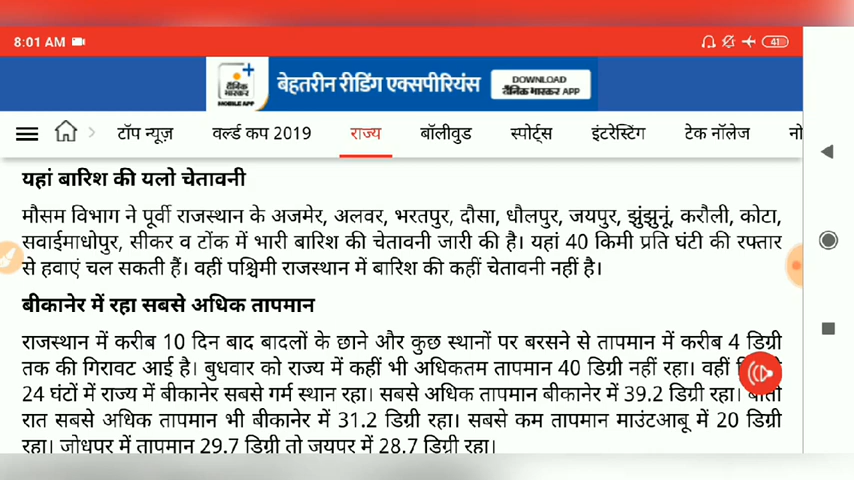 8:01 AM
41
दैनिक भास्कर
MOBILE APP
बेहतरीन रीडिंग एक्सपीरियंस
DOWNLOAD
दैनिक भास्कर APP
टॉप न्यूज़ वर्ल्ड कप 2019 राज्य बॉलीवुड स्पोर्ट्स इंटरेस्टिंग टेक नॉलेज
यहां बारिश की यलो चेतावनी
मौसम विभाग ने पूर्वी राजस्थान के अजमेर, अलवर, भरतपुर, दौसा, धौलपुर, जयपुर, झुंझुनूं, करौली, कोटा,
सवाईमाधोपुर, सीकर व टोंक में भारी बारिश की चेतावनी जारी की है। यहां 40 किमी प्रति घंटी की रफ्तार
से हवाएं चल सकती हैं। वहीं पश्चिमी राजस्थान में बारिश की कहीं चेतावनी नहीं है।
बीकानेर में रहा सबसे अधिक तापमान
राजस्थान में करीब 10 दिन बाद बादलों के छाने और कुछ स्थानों पर बरसने से तापमान में करीब 4 डिग्री
तक की गिरावट आई है। बुधवार को राज्य में कहीं भी अधिकतम तापमान 40 डिग्री नहीं रहा। वहीं
24 घंटों में राज्य में बीकानेर सबसे गर्म स्थान रहा। सबसे अधिक तापमान बीकानेर में 39.2 डिग्री रहा। बीती
रात सबसे अधिक तापमान भी बीकानेर में 31.2 डिग्री रहा। सबसे कम तापमान माउंटआबू में 20 डिग्री
रहा। जोधपुर में तापमान 29.7 डिग्री तो जयपुर में 28.7 डिग्री रहा।